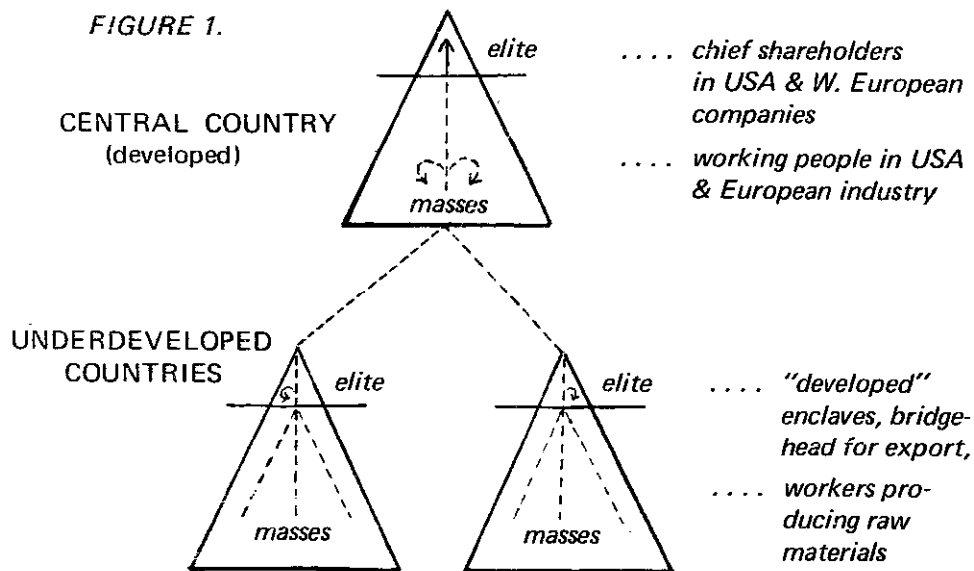 FIGURE 1.
elite
.... chief shareholders
in USA & W. European
companies
CENTRAL COUNTRY
(developed)
.... working people in USA
& European industry
masses
UNDERDEVELOPED
COUNTRIES
elite
elite
.... "developed"
enclaves, bridge-
head for export,
.... workers pro-
ducing raw
materials
masses
masses